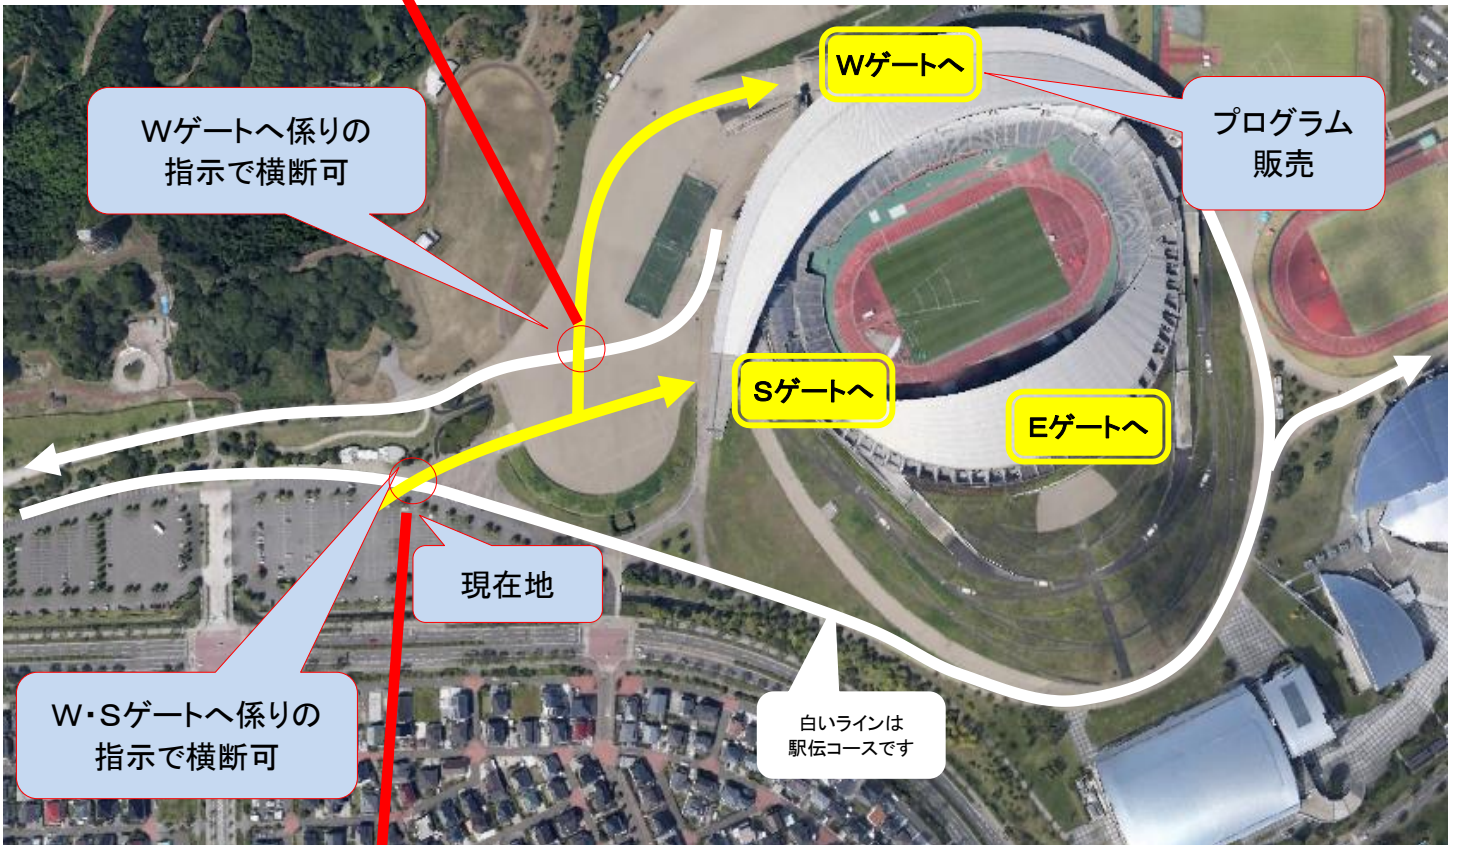 Wゲートへ
プログラム
販売
Wゲートへ係りの
指示で横断可
Sゲートへ
Eゲートへ
現在地
W・Sゲートへ係りの
指示で横断可
白いラインは
駅伝コースです